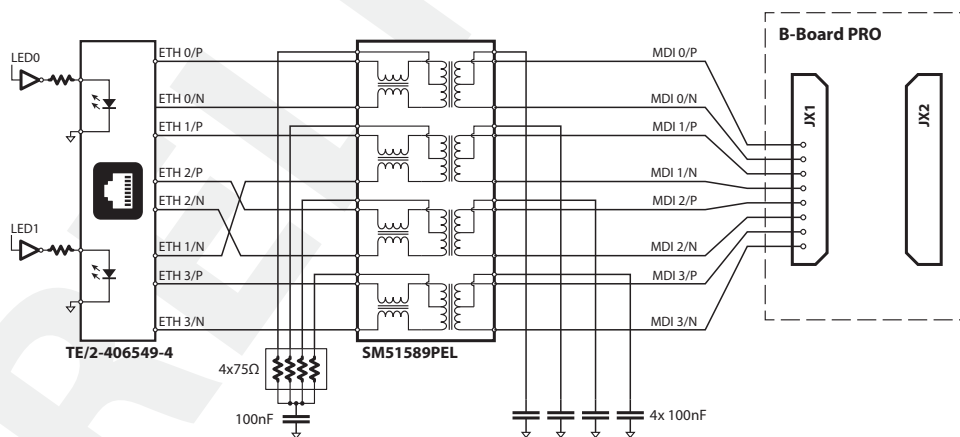 B-Board PRO
LED0
ETH 0/P
MDI 0/P
ETH 0/N
MDI 0/N
JX1
JX2
ETH 1/P
MDI 1/P
ETH 2/P
MDI 1/N
ETH 2/N
MDI 2/P
LED1
ETH 1/N
MDI 2/N
ETH 3/P
MDI 3/P
ETH 3/N
MDI 3/N
TE/2-406549-4
SM51589PEL
4x75Ω
100nF
4x 100nF